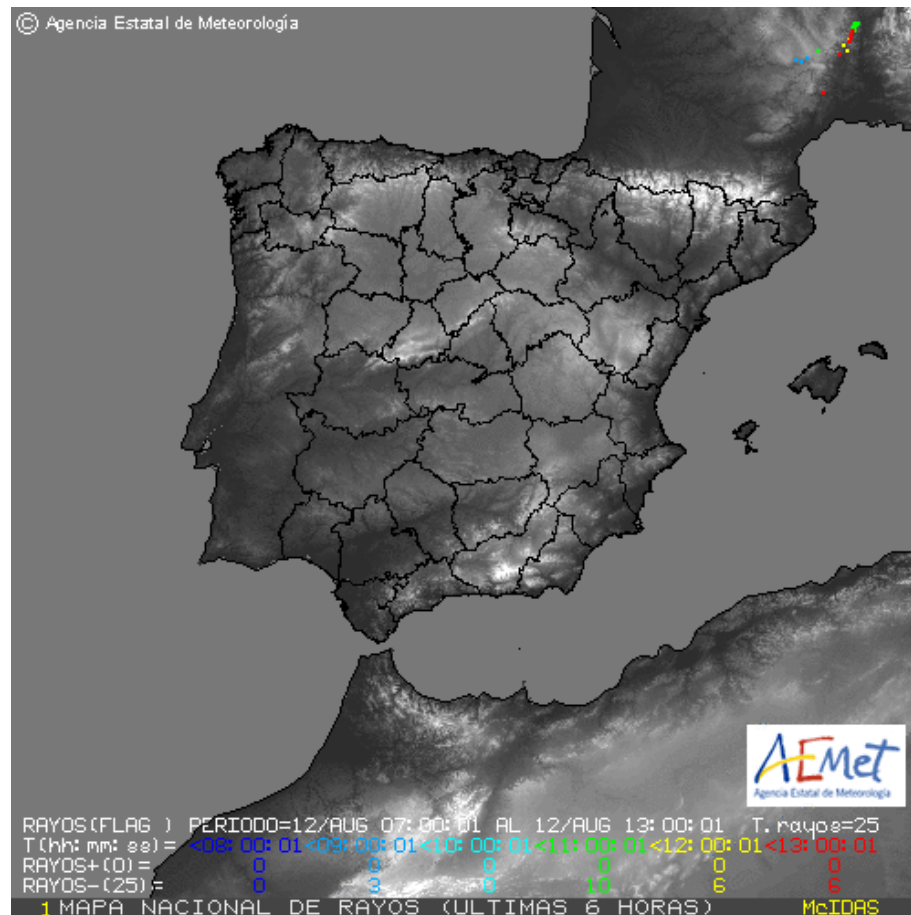 © Agencia Estatal de Meteorología
AEMet
Agencia Estatal de Meteorología
RAYOS(FLAG ) PERIODO=12/AUG 07:00:01 AL 12/AUG 13:00:01 T.rayos=25
T(hh:mm:ss)= <08:00:01<09:00:01<10:00:01<11:00:01<12:00:01<13:00:01
RAYOS+(0)= 0 0 0 0 0 0
RAYOS-(25)= 0 3 0 10 6 6
1 MAPA NACIONAL DE RAYOS (ULTIMAS 6 HORAS) McIDAS